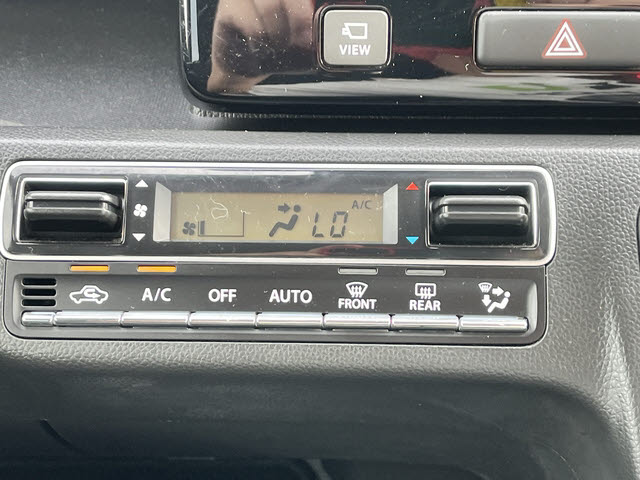 VIEW
A/C
LO
A/C OFF AUTO FRONT REAR